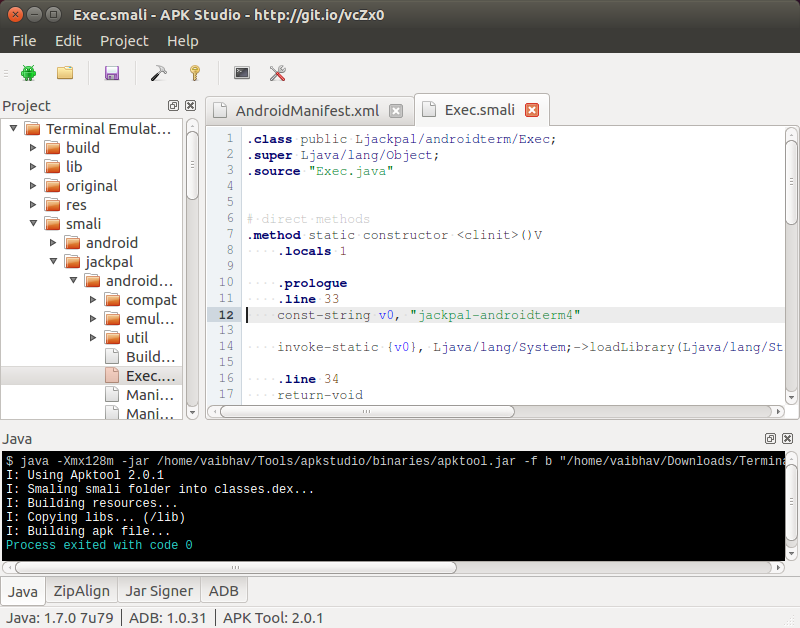 Exec.smali - APK Studio - http://git.io/vcZx0
File Edit Project Help
Project
Terminal Emulat...
build
lib
original
res
smali
android
jackpal
android...
compat
emul...
util
Build...
Exec....
Mani...
Mani...
AndroidManifest.xml
Exec.smali
1 .class public Ljackpal/androidterm/Exec;
2 .super Ljava/lang/Object;
3 .source "Exec.java"
4
5
6 # direct methods
7 .method static constructor <clinit>()V
8 .locals 1
9
10 .prologue
11 .line 33
12 const-string v0, "jackpal-androidterm4"
13
14 invoke-static {v0}, Ljava/lang/System;->loadLibrary(Ljava/lang/St
15
16 .line 34
17 return-void
Java
$ java -Xmx128m -jar /home/vaibhav/Tools/apkstudio/binaries/apktool.jar -f b "/home/vaibhav/Downloads/Termina
I: Using Apktool 2.0.1
I: Smaling smali folder into classes.dex...
I: Building resources...
I: Copying libs... (/lib)
I: Building apk file...
Process exited with code 0
Java ZipAlign Jar Signer ADB
Java: 1.7.0 7u79 ADB: 1.0.31 APK Tool: 2.0.1